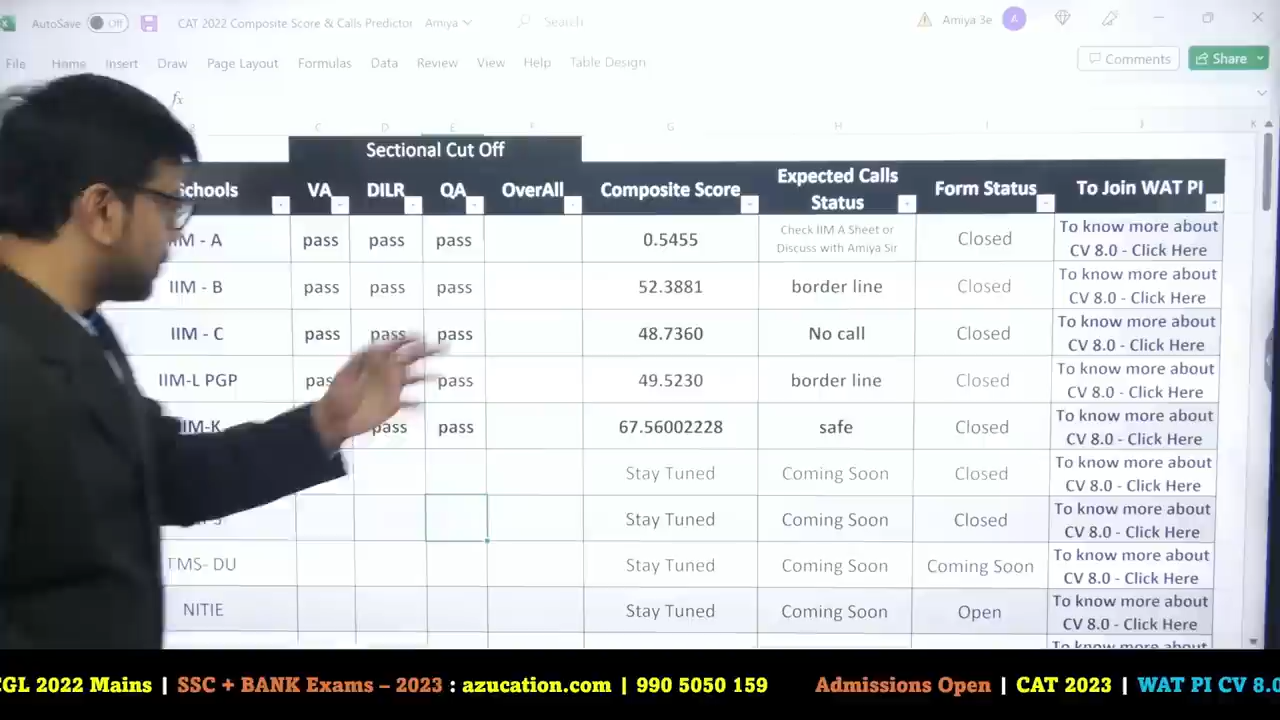 AutoSave Off CAT 2022 Composite Score & Calls Predictor Amiya Search Amiya 3e A
File Home Insert Draw Page Layout Formulas Data Review View Help Table Design Comments Share
fx
C D E F G H I J K
Sectional Cut Off
VA DILR QA OverAll Composite Score Expected Calls Status Form Status To Join WAT PI
pass pass pass 0.5455 Check IIM A Sheet or Discuss with Amiya Sir Closed To know more about CV 8.0 - Click Here
IIM - B pass pass pass 52.3881 border line Closed To know more about CV 8.0 - Click Here
IIM - C pass pass pass 48.7360 No call Closed To know more about CV 8.0 - Click Here
IIM-L PGP pass 49.5230 border line Closed To know more about CV 8.0 - Click Here
pass pass 67.56002228 safe Closed To know more about CV 8.0 - Click Here
Stay Tuned Coming Soon Closed To know more about CV 8.0 - Click Here
Stay Tuned Coming Soon Closed To know more about CV 8.0 - Click Here
DU Stay Tuned Coming Soon Coming Soon To know more about CV 8.0 - Click Here
NITIE Stay Tuned Coming Soon Open To know more about CV 8.0 - Click Here
2022 Mains | SSC + BANK Exams – 2023 : azucation.com | 990 5050 159 Admissions Open | CAT 2023 | WAT PI CV 8.0